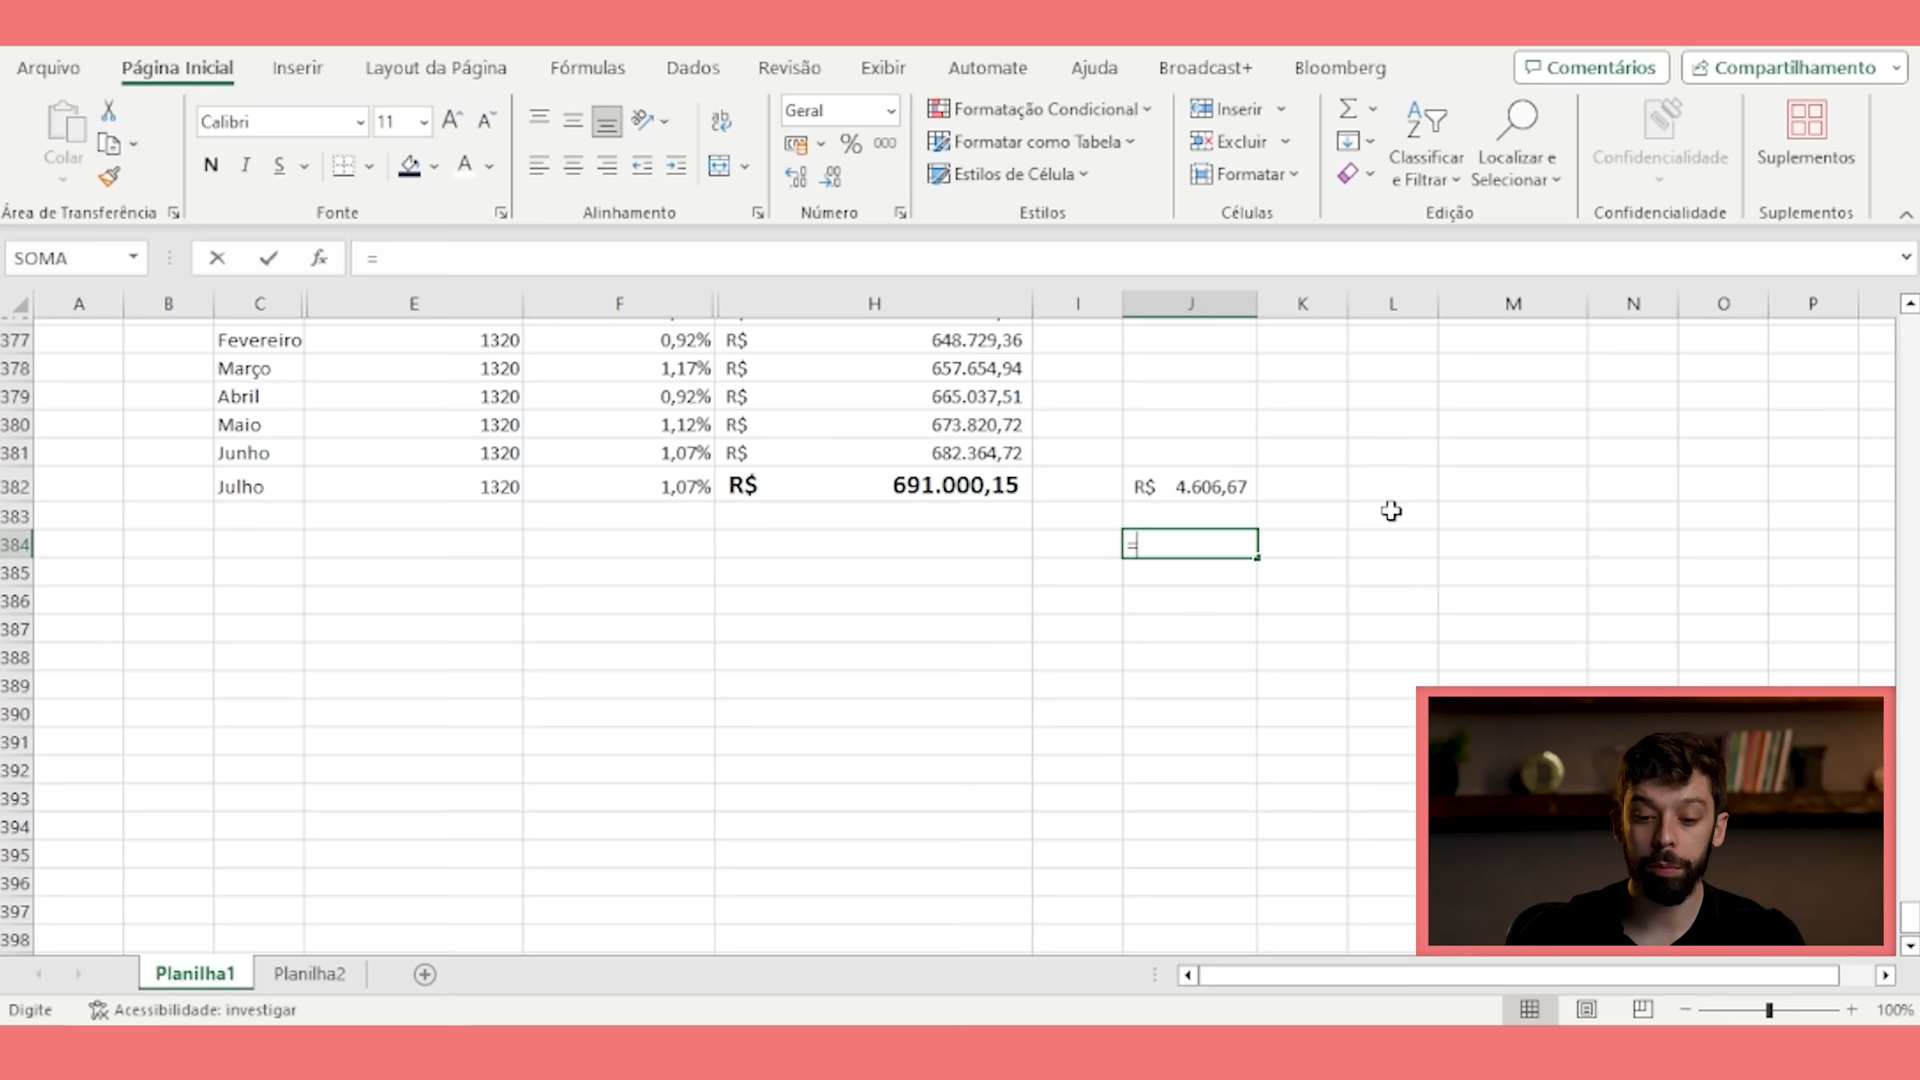 Arquivo Página Inicial Inserir Layout da Página Fórmulas Dados Revisão Exibir Automate Ajuda Broadcast+ Bloomberg Comentários Compartilhamento
Colar
Área de Transferência
Calibri 11
N I S
Fonte
Alinhamento
Geral
% 000
Número
Formatação Condicional
Formatar como Tabela
Estilos de Célula
Estilos
Inserir
Excluir
Formatar
Células
Classificar e Filtrar
Localizar e Selecionar
Edição
Confidencialidade
Confidencialidade
Suplementos
Suplementos
SOMA fx =
A B C E F H I J K L M N O P
377 Fevereiro 1320 0,92% R$ 648.729,36
378 Março 1320 1,17% R$ 657.654,94
379 Abril 1320 0,92% R$ 665.037,51
380 Maio 1320 1,12% R$ 673.820,72
381 Junho 1320 1,07% R$ 682.364,72
382 Julho 1320 1,07% R$ 691.000,15 R$ 4.606,67
383
384 =
385
386
387
388
389
390
391
392
393
394
395
396
397
398
Planilha1 Planilha2
Digite Acessibilidade: investigar 100%